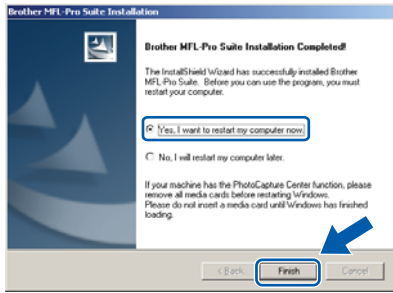 Brother MFL-Pro Suite Installation
Brother MFL-Pro Suite Installation Completed!
The InstallShield Wizard has successfully installed Brother
MFL-Pro Suite. Before you can use the program, you must
restart your computer.
Yes, I want to restart my computer now.
No, I will restart my computer later.
If your machine has the PhotoCapture Center function, please
remove all media cards before restarting Windows.
Please do not insert a media card until Windows has finished
loading.
< Back
Finish
Cancel